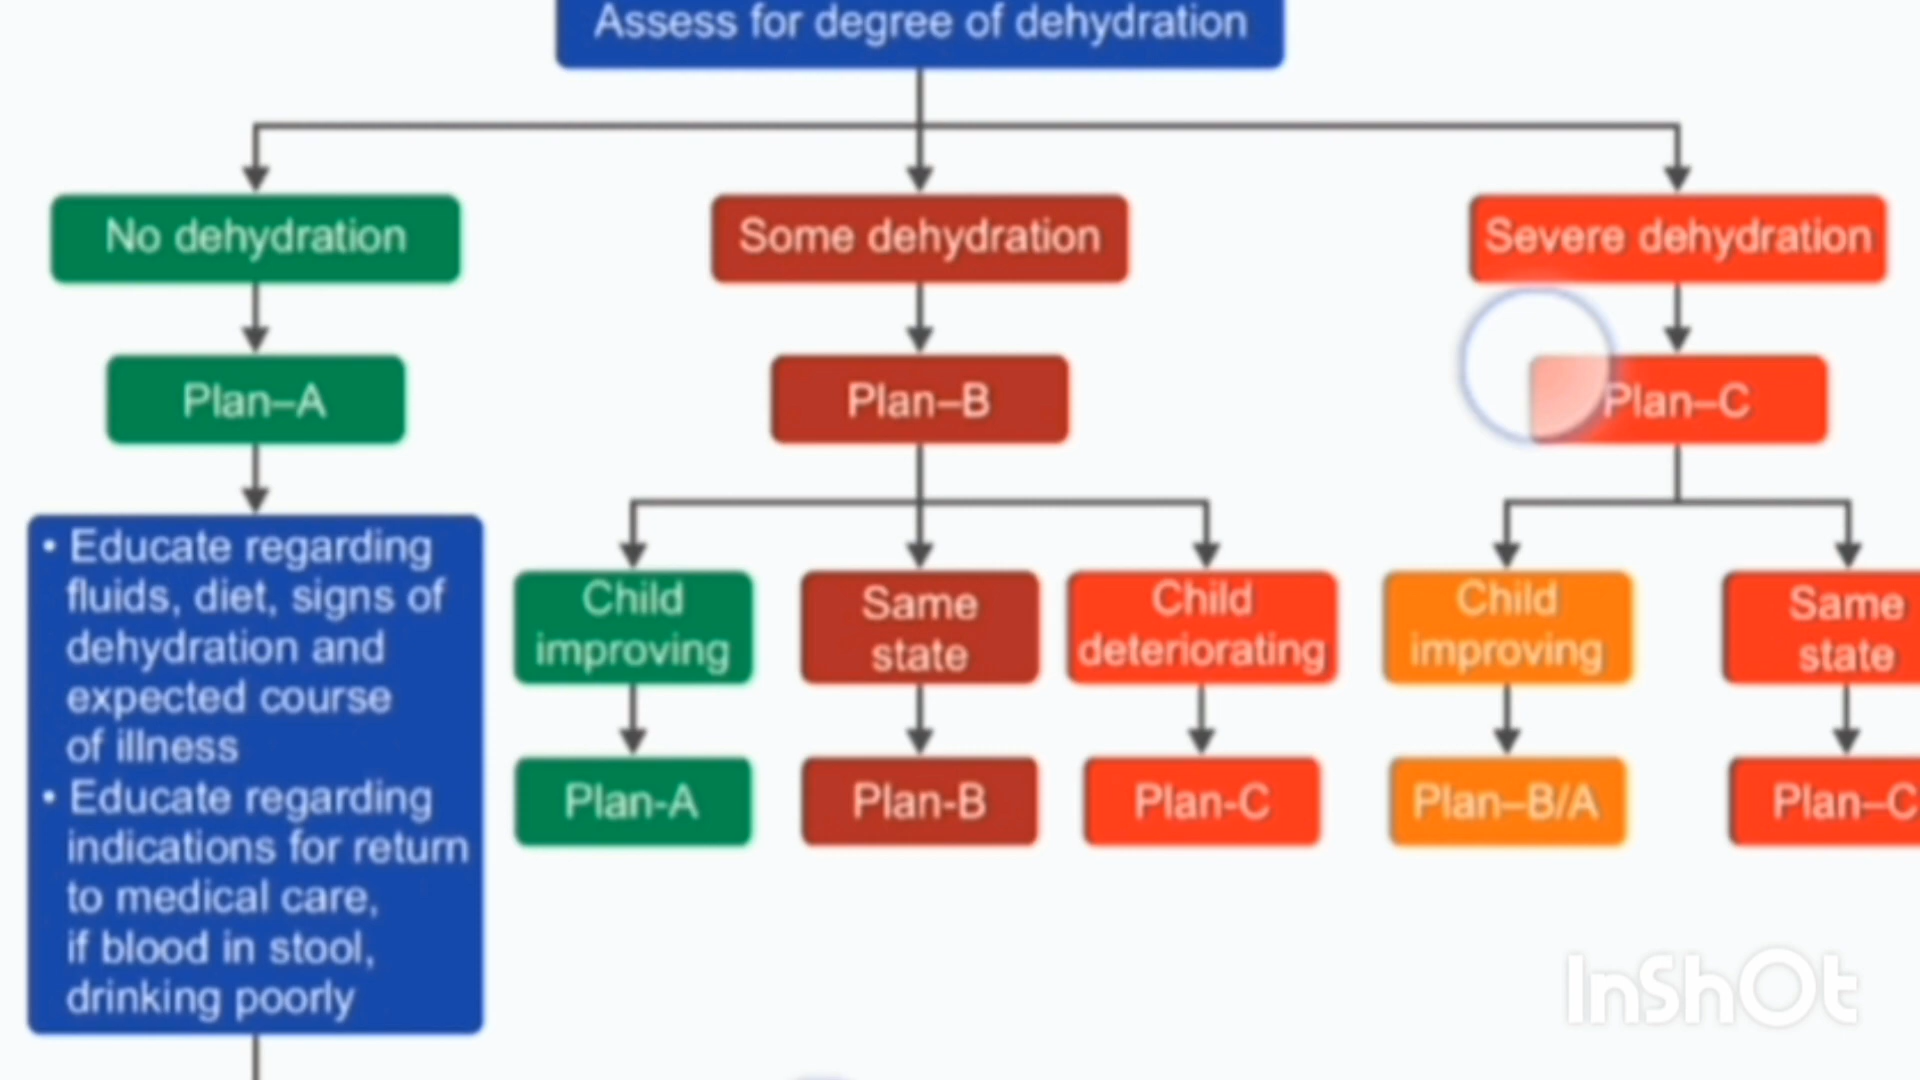 Assess for degree of dehydration
No dehydration
Some dehydration
Severe dehydration
Plan–A
Plan–B
Plan–C
• Educate regarding
fluids, diet, signs of
dehydration and
expected course
of illness
• Educate regarding
indications for return
to medical care,
if blood in stool,
drinking poorly
Child
improving
Same
state
Child
deteriorating
Child
improving
Same
state
Plan-A
Plan-B
Plan-C
Plan–B/A
Plan–C
InShOt